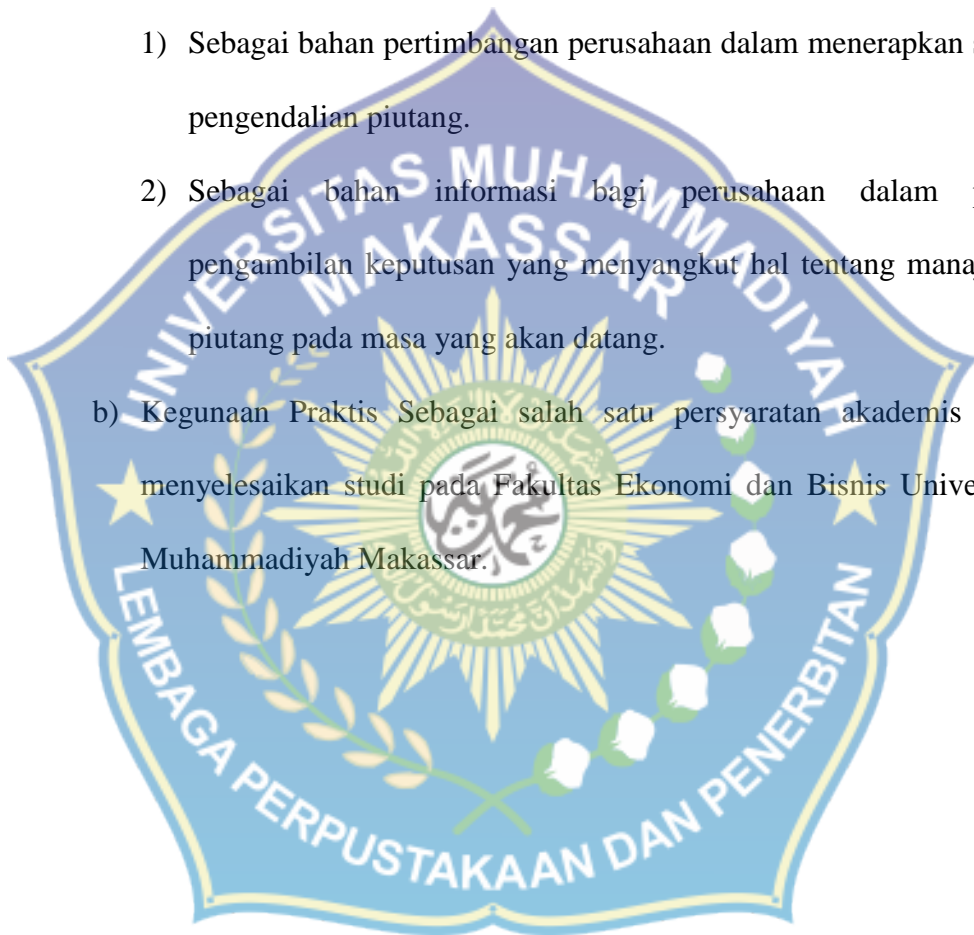 1) Sebagai bahan pertimbangan perusahaan dalam menerapkan
pengendalian piutang.
2) Sebagai bahan informasi bagi perusahaan dalam
pengambilan keputusan yang menyangkut hal tentang mana
piutang pada masa yang akan datang.
b) Kegunaan Praktis Sebagai salah satu persyaratan akademis
menyelesaikan studi pada Fakultas Ekonomi dan Bisnis Unive
Muhammadiyah Makassar.
UNIVERSITAS MUHAMMADIYAH
MAKASSAR
LEMBAGA PERPUSTAKAAN DAN PENERBITAN